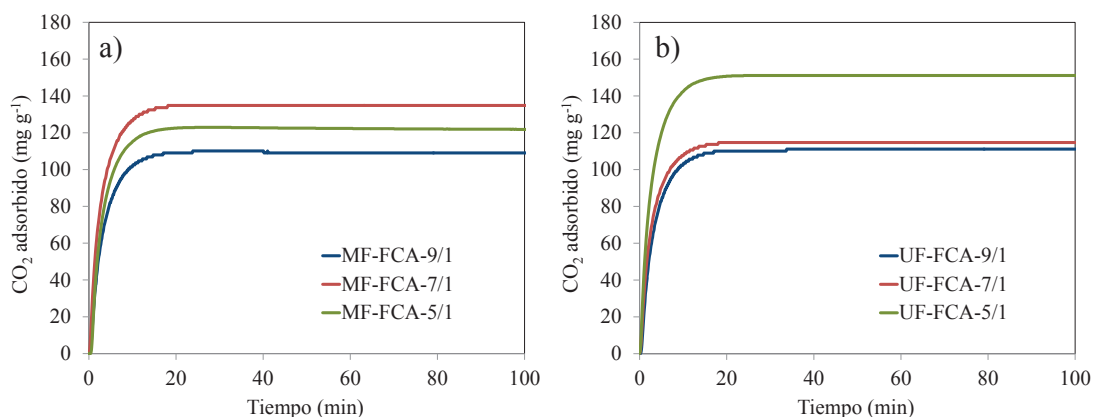 a)
CO₂ adsorbido (mg g⁻¹)
180
160
140
120
100
80
60
40
20
0
MF-FCA-9/1
MF-FCA-7/1
MF-FCA-5/1
0 20 40 60 80 100
Tiempo (min)
b)
CO₂ adsorbido (mg g⁻¹)
180
160
140
120
100
80
60
40
20
0
UF-FCA-9/1
UF-FCA-7/1
UF-FCA-5/1
0 20 40 60 80 100
Tiempo (min)